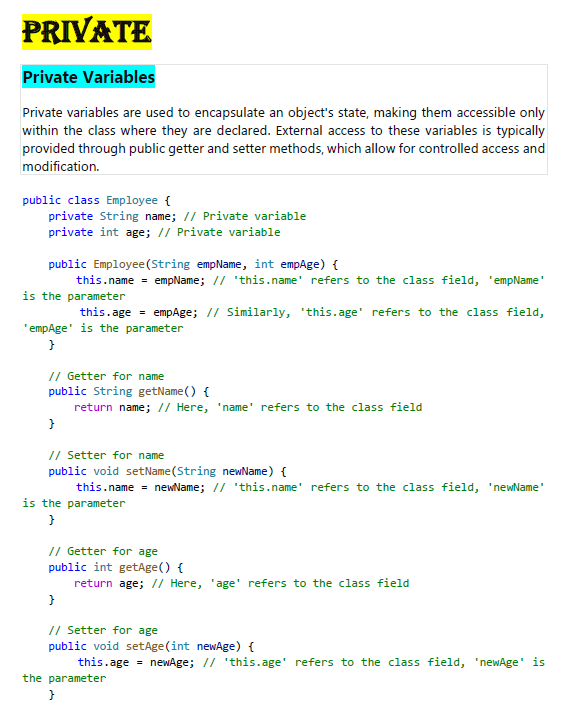 PRIVATE
Private Variables
Private variables are used to encapsulate an object's state, making them accessible only
within the class where they are declared. External access to these variables is typically
provided through public getter and setter methods, which allow for controlled access and
modification.
public class Employee {
    private String name; // Private variable
    private int age; // Private variable
    public Employee(String empName, int empAge) {
        this.name = empName; // 'this.name' refers to the class field, 'empName'
is the parameter
        this.age = empAge; // Similarly, 'this.age' refers to the class field,
'empAge' is the parameter
    }
    // Getter for name
    public String getName() {
        return name; // Here, 'name' refers to the class field
    }
    // Setter for name
    public void setName(String newName) {
        this.name = newName; // 'this.name' refers to the class field, 'newName'
is the parameter
    }
    // Getter for age
    public int getAge() {
        return age; // Here, 'age' refers to the class field
    }
    // Setter for age
    public void setAge(int newAge) {
        this.age = newAge; // 'this.age' refers to the class field, 'newAge' is
the parameter
    }